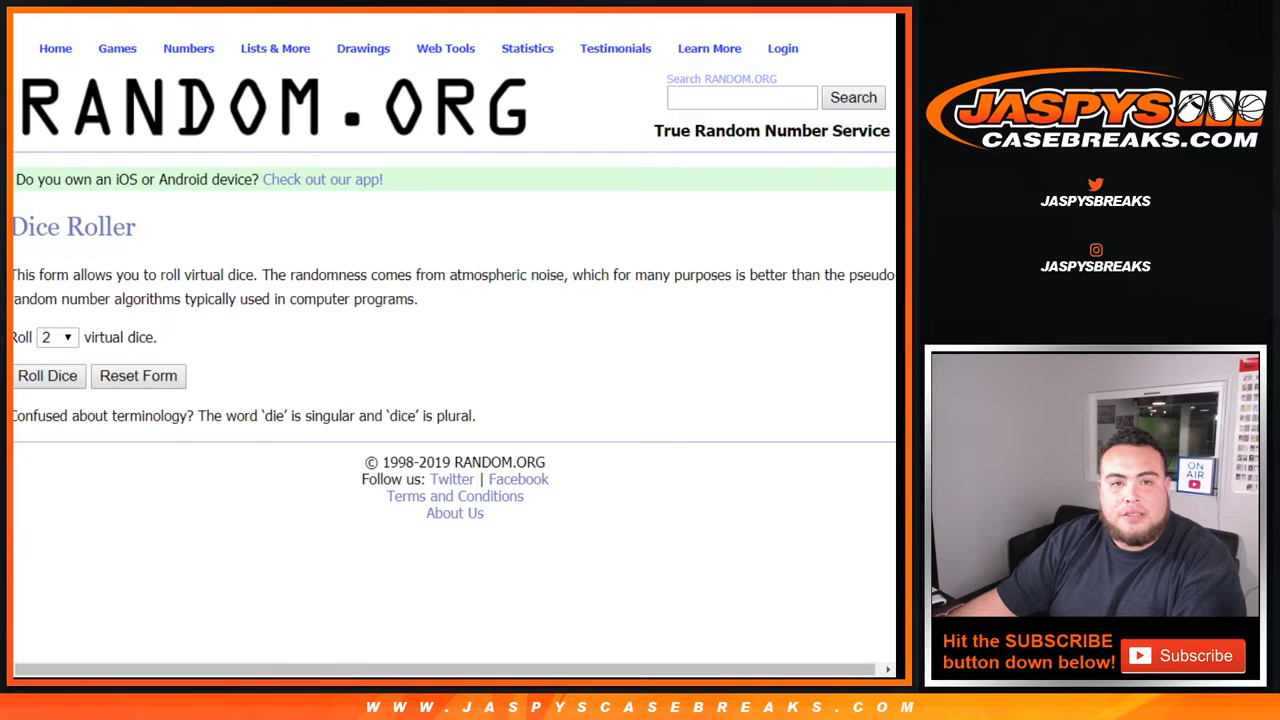 Home Games Numbers Lists & More Drawings Web Tools Statistics Testimonials Learn More Login
RANDOM.ORG
Search RANDOM.ORG
Search
True Random Number Service
Do you own an iOS or Android device? Check out our app!
Dice Roller
This form allows you to roll virtual dice. The randomness comes from atmospheric noise, which for many purposes is better than the pseudo
random number algorithms typically used in computer programs.
Roll 2 virtual dice.
Roll Dice Reset Form
Confused about terminology? The word ‘die’ is singular and ‘dice’ is plural.
© 1998-2019 RANDOM.ORG
Follow us: Twitter | Facebook
Terms and Conditions
About Us
JASPYS
CASEBREAKS.COM
JASPYSBREAKS
JASPYSBREAKS
ON
AIR
Hit the SUBSCRIBE
button down below!
Subscribe
WWW.JASPYSCASEBREAKS.COM